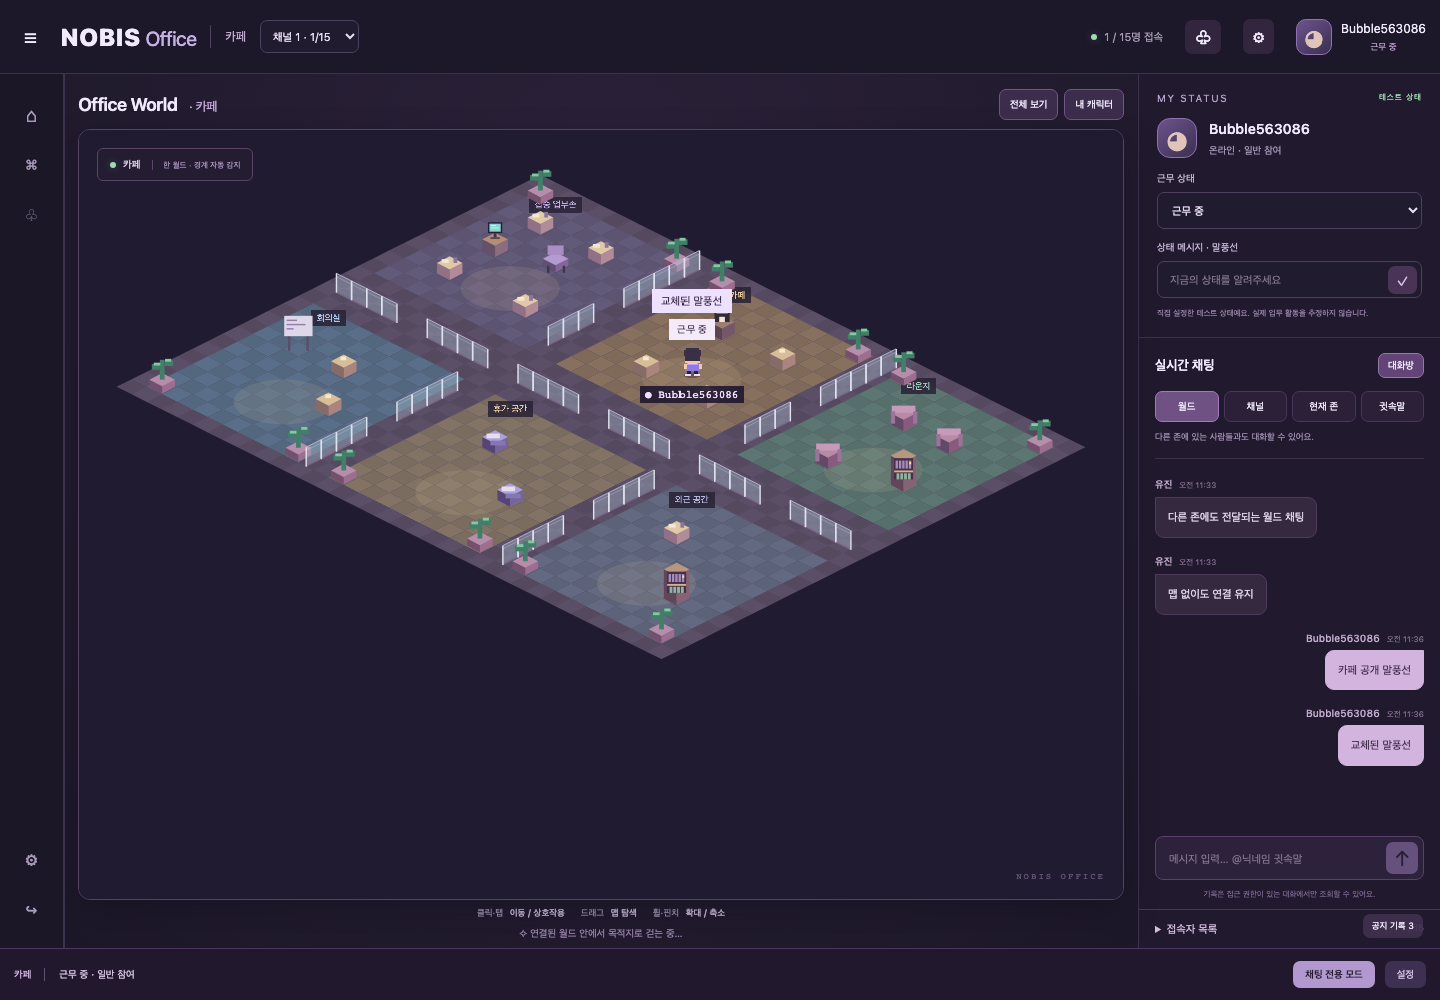 NOBIS Office
카페
채널 1 · 1/15
1 / 15명 접속
Bubble563086
근무 중
Office World · 카페
전체 보기
내 캐릭터
카페
한 월드 · 경계 자동 감지
집중 업무존
회의실
카페
교체된 말풍선
근무 중
Bubble563086
라운지
휴가 공간
외근 공간
NOBIS OFFICE
클릭·탭 이동 / 상호작용 드래그 맵 탐색 휠·핀치 확대 / 축소
✧ 연결된 월드 안에서 목적지로 걷는 중...
MY STATUS
테스트 상태
Bubble563086
온라인 · 일반 참여
근무 상태
근무 중
상태 메시지 · 말풍선
지금의 상태를 알려주세요
직접 설정한 테스트 상태예요. 실제 업무 활동을 추정하지 않습니다.
실시간 채팅
대화방
월드
채널
현재 존
귓속말
다른 존에 있는 사람들과도 대화할 수 있어요.
유진 오전 11:33
다른 존에도 전달되는 월드 채팅
유진 오전 11:33
맵 없이도 연결 유지
Bubble563086 오전 11:36
카페 공개 말풍선
Bubble563086 오전 11:36
교체된 말풍선
메시지 입력... @닉네임 귓속말
기록은 접근 권한이 있는 대화에서만 조회할 수 있어요.
접속자 목록
공지 기록 3
카페
근무 중 · 일반 참여
채팅 전용 모드
설정